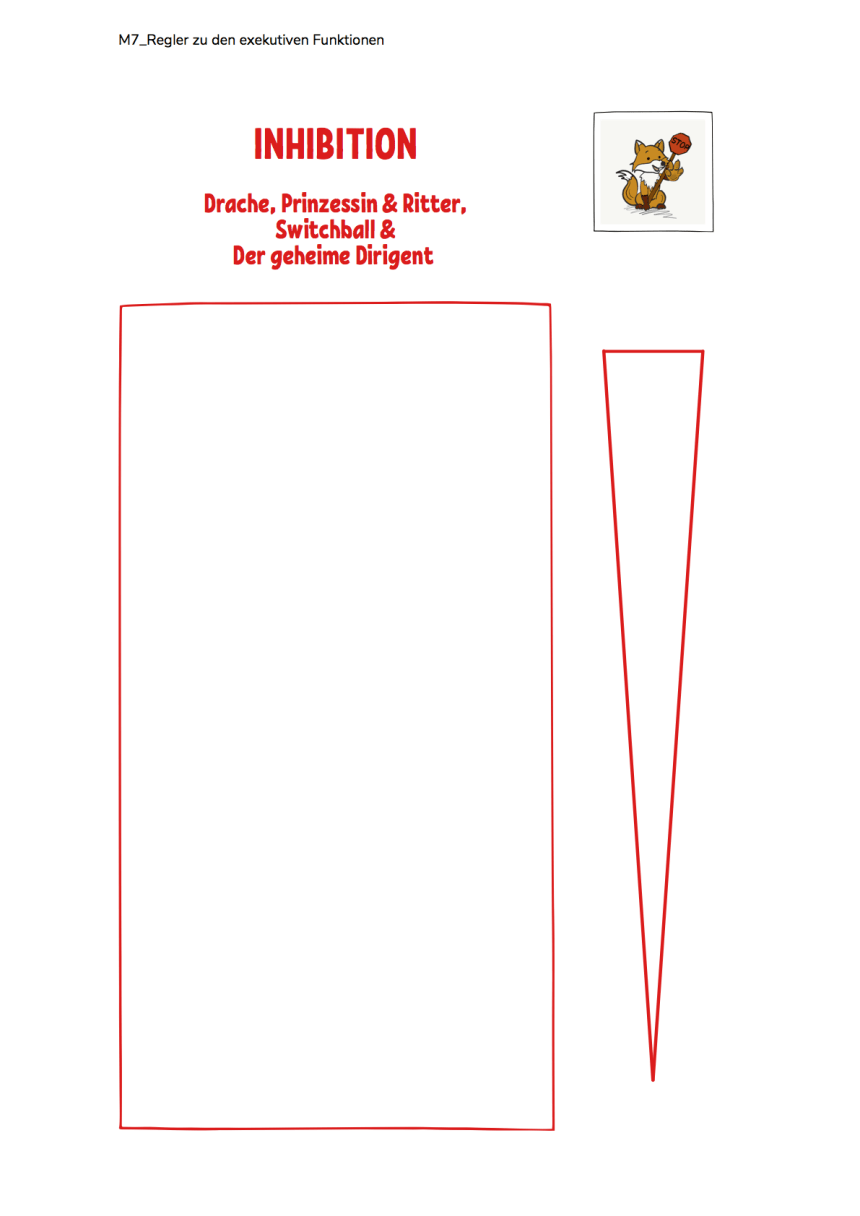 M7_Regler zu den exekutiven Funktionen
INHIBITION
STOP
Drache, Prinzessin & Ritter,
Switchball &
Der geheime Dirigent